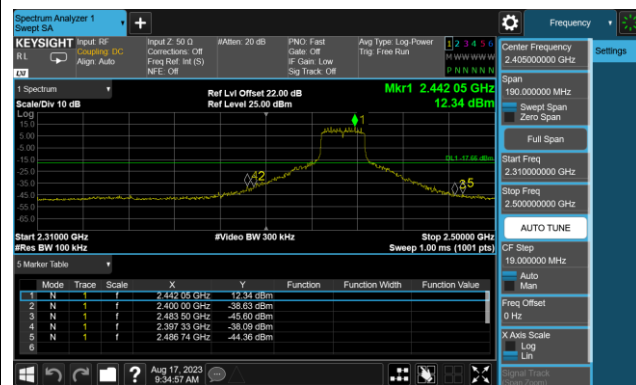 Spectrum Analyzer 1
Swept SA
+
Frequency
KEYSIGHT Input: RF
RL Coupling: DC
Align: Auto
LXI
Input Z: 50 Ω
Corrections: Off
Freq Ref: Int (S)
NFE: Off
#Atten: 20 dB
PNO: Fast
Gate: Off
IF Gain: Low
Sig Track: Off
Avg Type: Log-Power
Trig: Free Run
1 2 3 4 5 6
M W W W W W
P N N N N N
1 Spectrum
Scale/Div 10 dB
Ref Lvl Offset 22.00 dB
Ref Level 25.00 dBm
Mkr1 2.442 05 GHz
12.34 dBm
Log
15.0
5.00
-5.00
-15.0
-25.0
-35.0
-45.0
-55.0
-65.0
1
DL1 -17.66 dBm
42
35
Start 2.31000 GHz
#Res BW 100 kHz
#Video BW 300 kHz
Stop 2.50000 GHz
Sweep 1.00 ms (1001 pts)
5 Marker Table
Mode Trace Scale X Y Function Function Width Function Value
1 N 1 f 2.442 05 GHz 12.34 dBm
2 N 1 f 2.400 00 GHz -38.63 dBm
3 N 1 f 2.483 50 GHz -45.60 dBm
4 N 1 f 2.397 33 GHz -38.09 dBm
5 N 1 f 2.486 74 GHz -44.36 dBm
6
Aug 17, 2023
9:34:57 AM
?
Center Frequency
2.405000000 GHz
Settings
Span
190.000000 MHz
Swept Span
Zero Span
Full Span
Start Freq
2.310000000 GHz
Stop Freq
2.500000000 GHz
AUTO TUNE
CF Step
19.000000 MHz
Auto
Man
Freq Offset
0 Hz
X Axis Scale
Log
Lin
Signal Track
(Span Zoom)